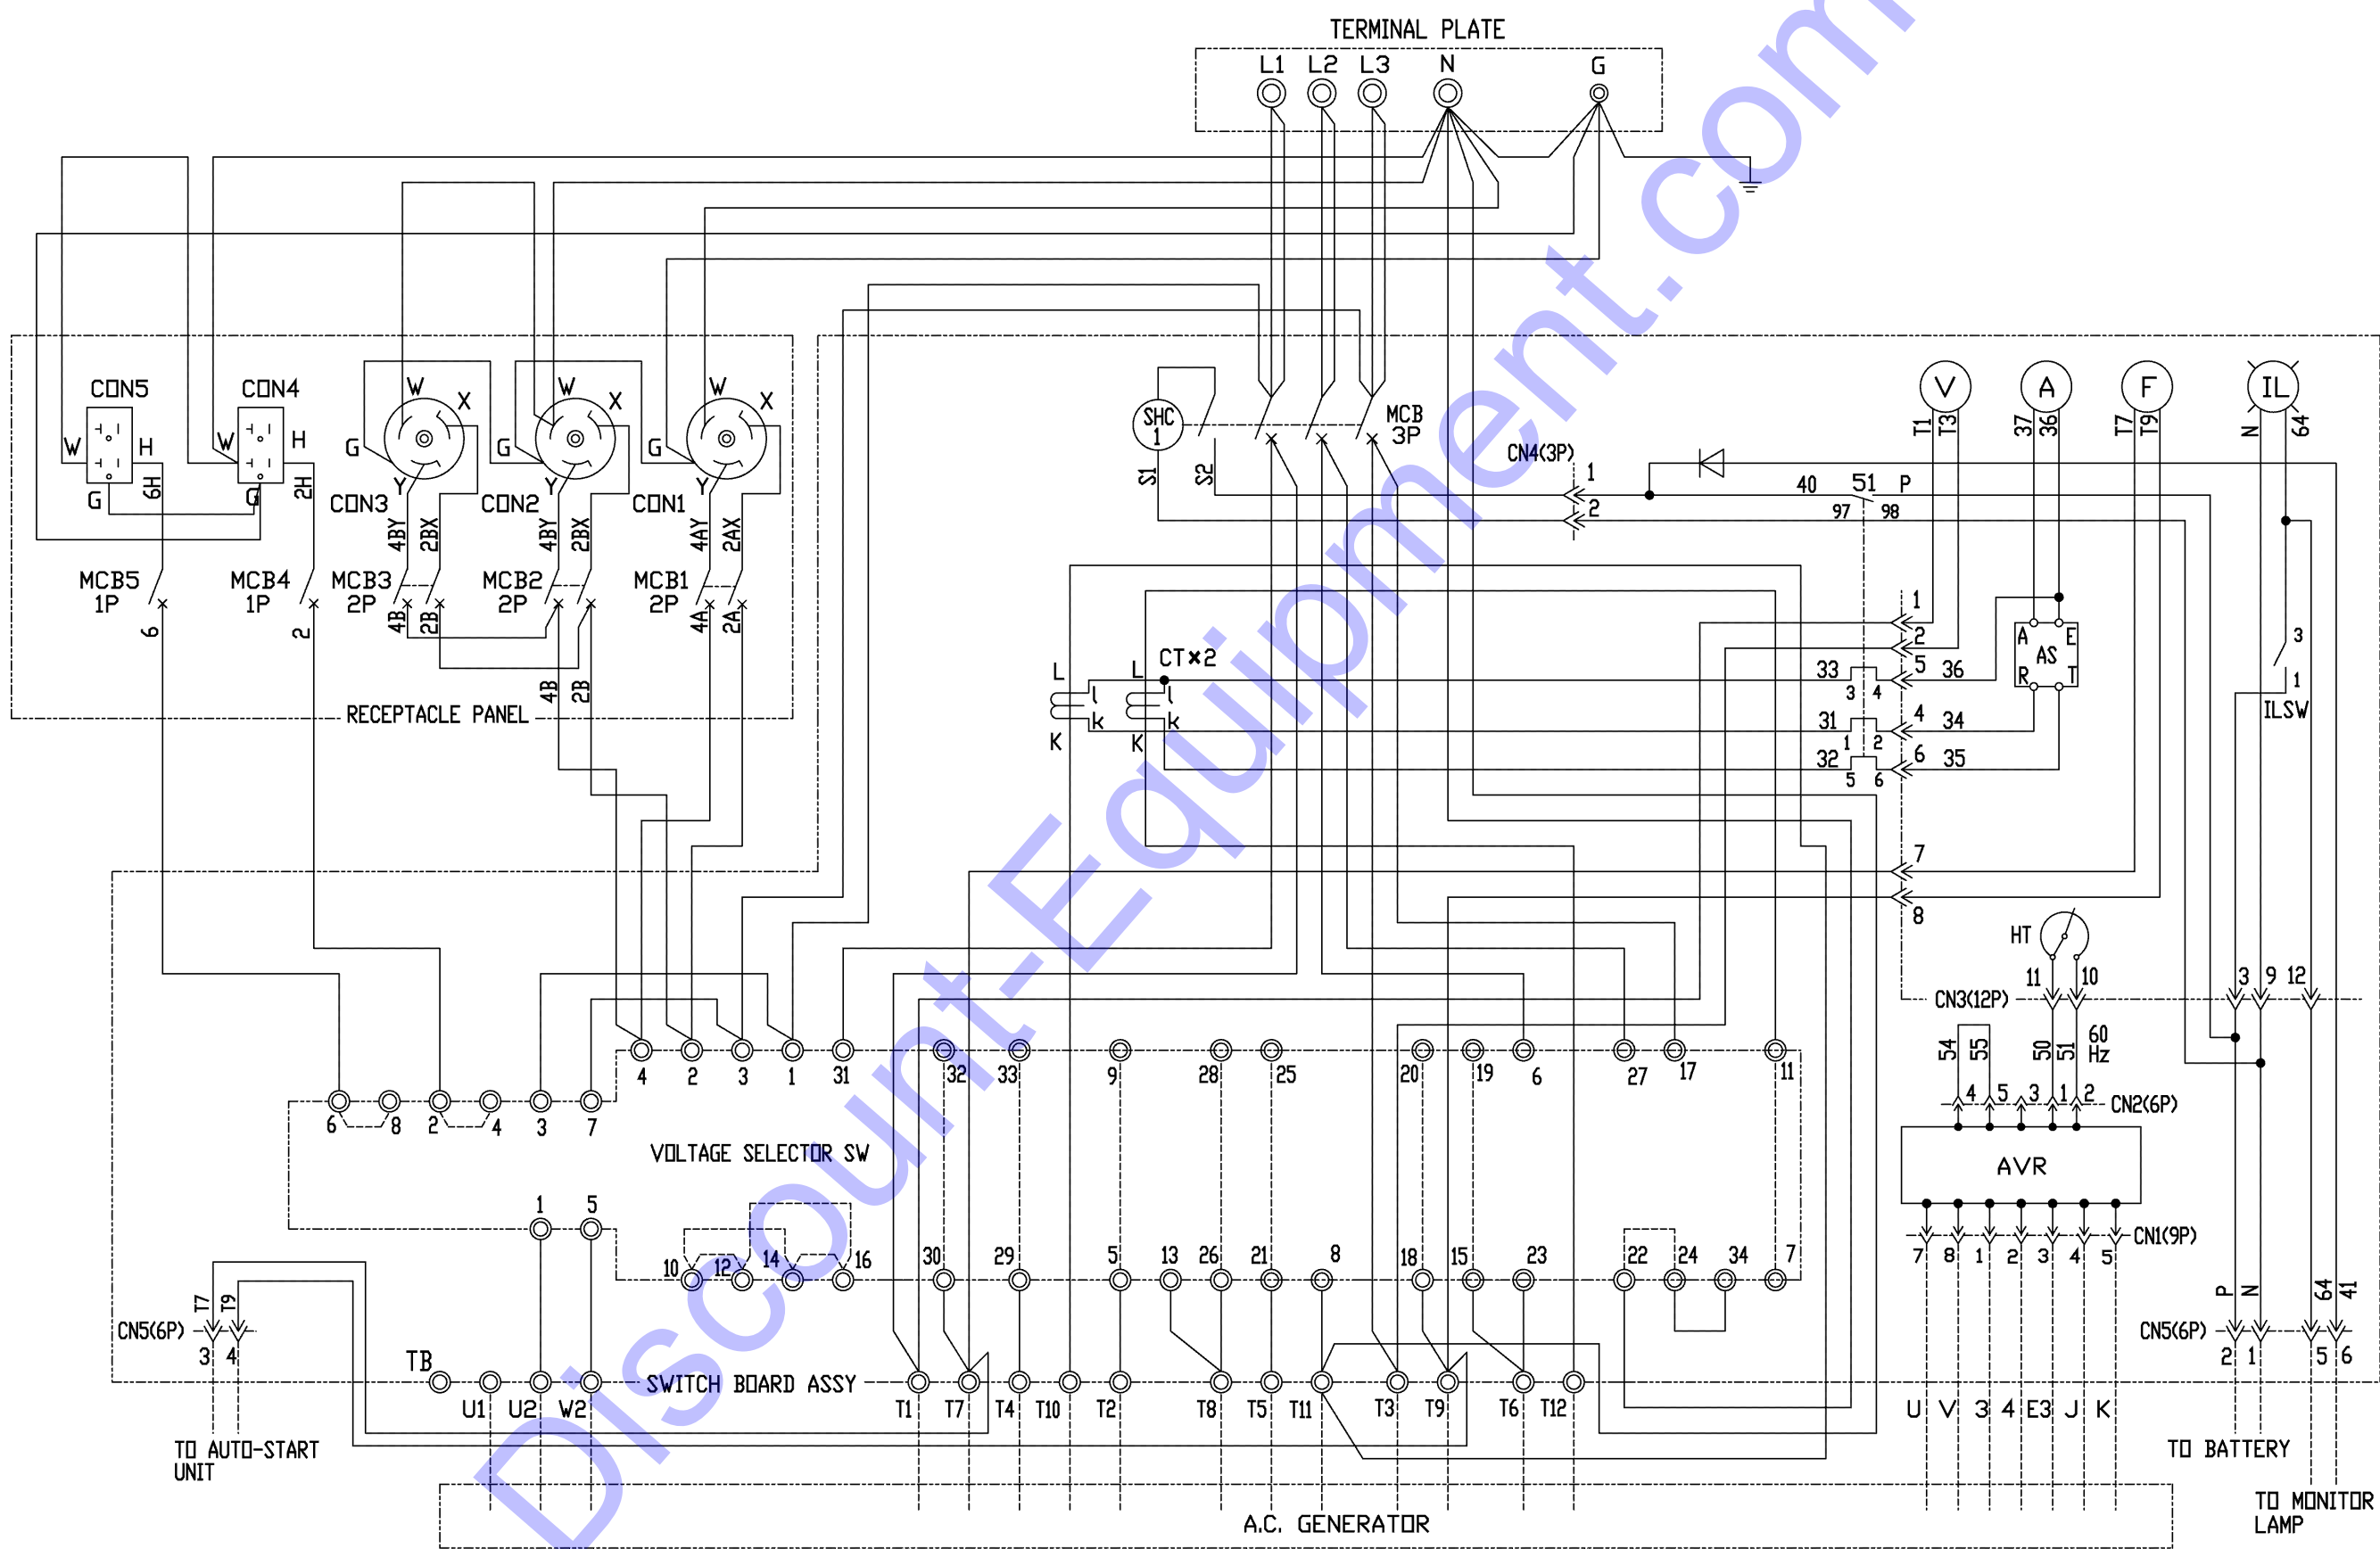 TERMINAL PLATE
L1 L2 L3 N G
CON5 CON4 W X W X W X
W H W H G G G
G 6H G 2H Y Y Y
CON3 CON2 CON1
4BY 2BX 4BY 2BX 4AY 2AX
MCB5 1P MCB4 1P MCB3 2P MCB2 2P MCB1 2P
6 2 4B 2B 4A 2A
4B 2B
RECEPTACLE PANEL
SHC 1
MCB 3P
S1 S2
CN4(3P) 1 2
40 51 P
97 98
V A F IL
T1 T3 37 36 T7 T9 N 64
1 2
A E
AS
R T
3
1
ILSW
CT×2
L L
l l
k k
K K
33 3 4 5 36
31 1 2 4 34
32 5 6 6 35
7
8
HT
11 10
CN3(12P)
3 9 12
54 55 50 51 60 Hz
4 5 3 1 2 CN2(6P)
AVR
7 8 1 2 3 4 5 CN1(9P)
4 2 3 1 31 32 33 9 28 25 20 19 6 27 17 11
6 8 2 4 3 7
VOLTAGE SELECTOR SW
1 5
10 12 14 16 30 29 5 13 26 21 8 18 15 23 22 24 34 7
T7 T9
CN5(6P)
3 4
TO AUTO-START
UNIT
TB
SWITCH BOARD ASSY
U1 U2 W2 T1 T7 T4 T10 T2 T8 T5 T11 T3 T9 T6 T12
U V 3 4 E3 J K
P N 64 41
CN5(6P)
2 1 5 6
TO BATTERY
TO MONITOR
LAMP
A.C. GENERATOR
Discount-Equipment.com